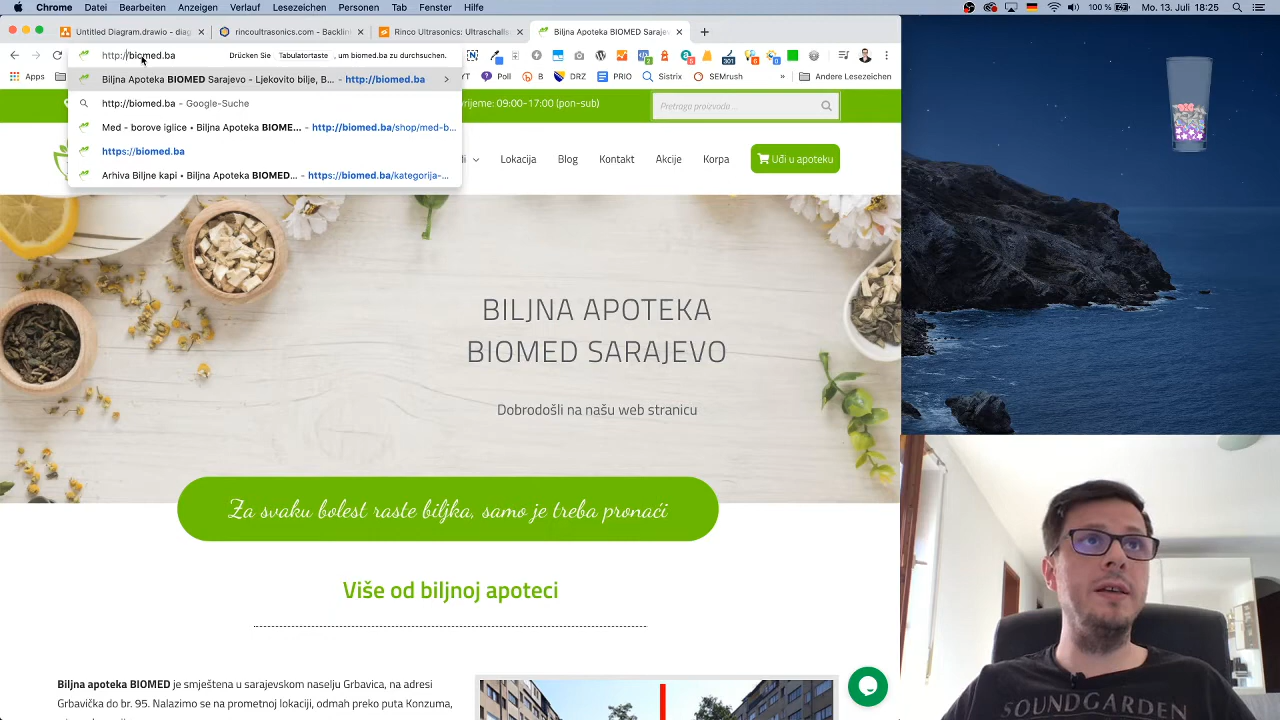 Chrome Datei Bearbeiten Anzeigen Verlauf Lesezeichen Personen Tab Fenster Hilfe
100 % Mo. 13. Juli 18:25
Untitled Diagram.drawio - diag
rincoultrasonics.com - Backlin
Rinco Ultrasonics: Ultraschalls
Biljna Apoteka BIOMED Sarajev
http://biomed.ba
Drücken Sie Tabulatortaste , um biomed.ba zu durchsuchen.
301
Apps
DRZ
PRIO
Sistrix
SEMrush
» Andere Lesezeichen
Biljna Apoteka BIOMED Sarajevo - Ljekovito bilje, B... - http://biomed.ba
http://biomed.ba - Google-Suche
Med - borove iglice • Biljna Apoteka BIOME... - http://biomed.ba/shop/med-b...
https://biomed.ba
Arhiva Biljne kapi • Biljna Apoteka BIOMED... - https://biomed.ba/kategorija-...
rijeme: 09:00-17:00 (pon-sub)
Pretraga proizvoda ...
Lokacija
Blog
Kontakt
Akcije
Korpa
Uđi u apoteku
BILJNA APOTEKA
BIOMED SARAJEVO
Dobrodošli na našu web stranicu
Za svaku bolest raste biljka, samo je treba pronaći
Više od biljnoj apoteci
Biljna apoteka BIOMED je smještena u sarajevskom naselju Grbavica, na adresi
Grbavička do br. 95. Nalazimo se na prometnoj lokaciji, odmah preko puta Konzuma,
SOUNDGARDEN